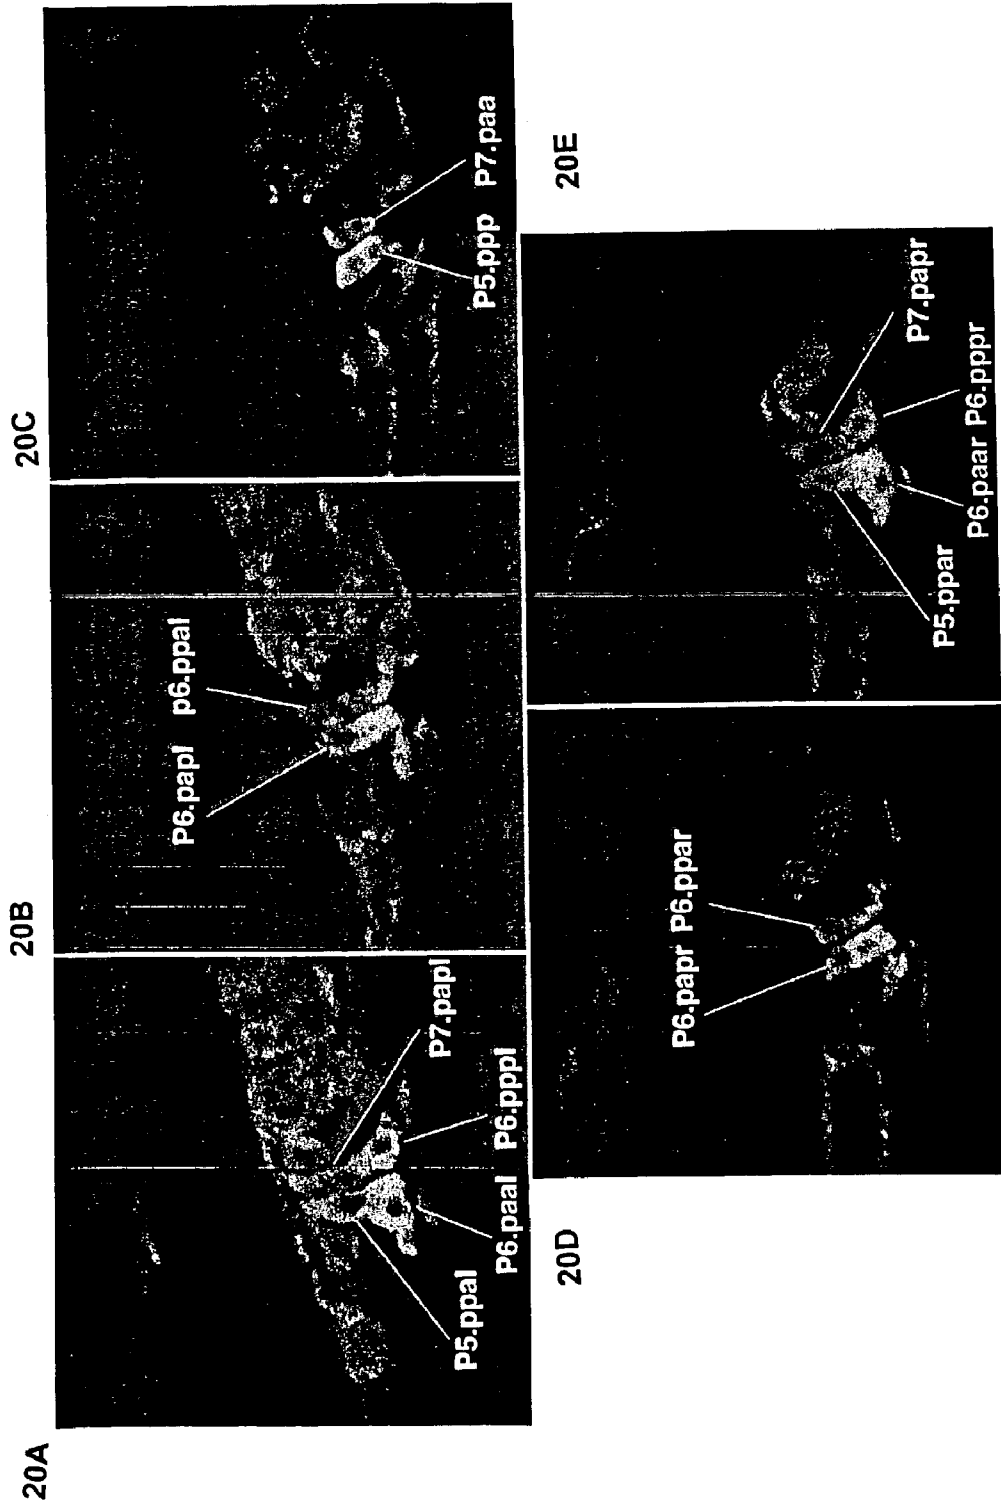 20A
P5.ppal
P6.paal P6.pppl
P7.papl
20B
P6.papl p6.ppal
20C
P5.ppp P7.paa
20D
P6.papr P6.ppar
20E
P5.ppar
P6.paar P6.pppr
P7.papr